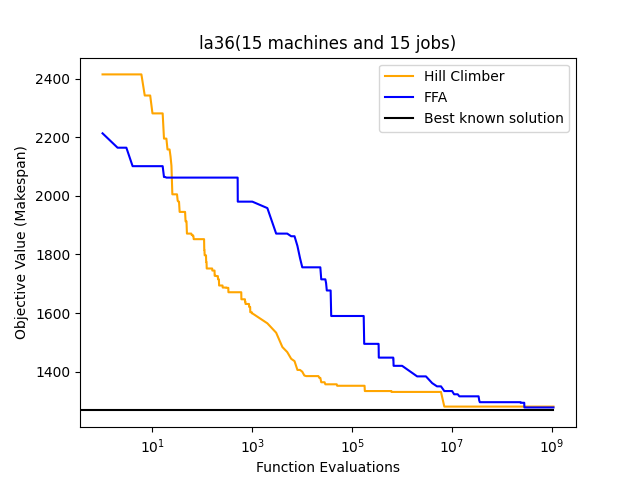 la36(15 machines and 15 jobs)
Objective Value (Makespan)
2400
2200
2000
1800
1600
1400
Hill Climber
FFA
Best known solution
10^1 10^3 10^5 10^7 10^9
Function Evaluations